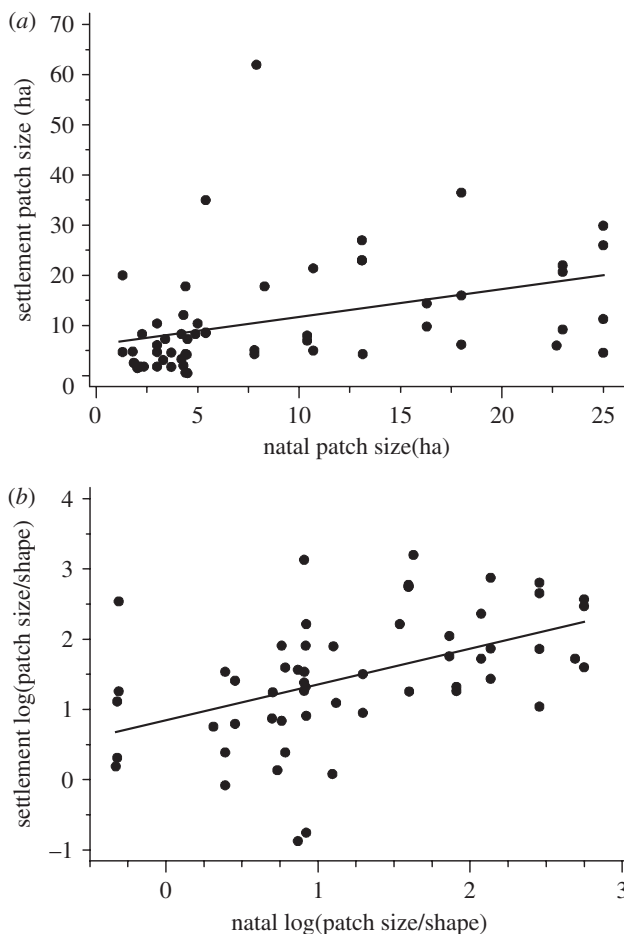 (a)
70
60
50
40
30
20
10
0
settlement patch size (ha)
0 5 10 15 20 25
natal patch size(ha)
(b)
4
3
2
1
0
−1
settlement log(patch size/shape)
0 1 2 3
natal log(patch size/shape)